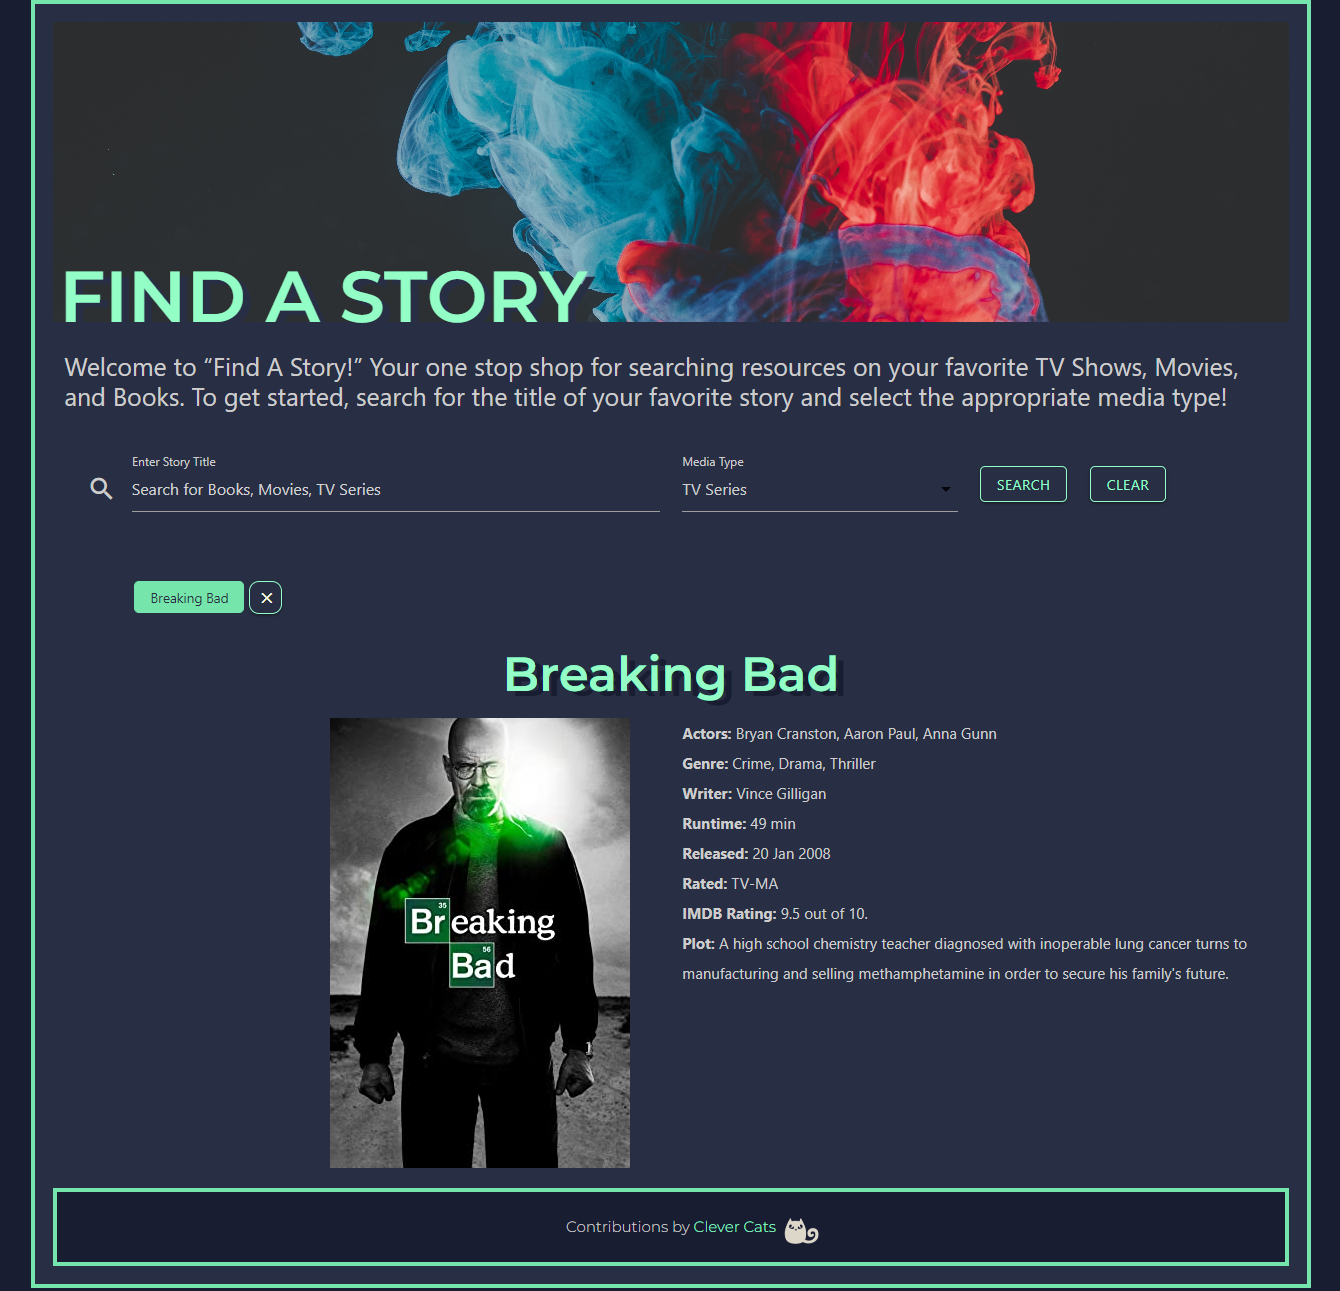 FIND A STORY
Welcome to “Find A Story!” Your one stop shop for searching resources on your favorite TV Shows, Movies,
and Books. To get started, search for the title of your favorite story and select the appropriate media type!
Enter Story Title
Search for Books, Movies, TV Series
Media Type
TV Series
SEARCH
CLEAR
Breaking Bad
Breaking Bad
35
Breaking
56
Bad
Actors: Bryan Cranston, Aaron Paul, Anna Gunn
Genre: Crime, Drama, Thriller
Writer: Vince Gilligan
Runtime: 49 min
Released: 20 Jan 2008
Rated: TV-MA
IMDB Rating: 9.5 out of 10.
Plot: A high school chemistry teacher diagnosed with inoperable lung cancer turns to
manufacturing and selling methamphetamine in order to secure his family's future.
Contributions by Clever Cats